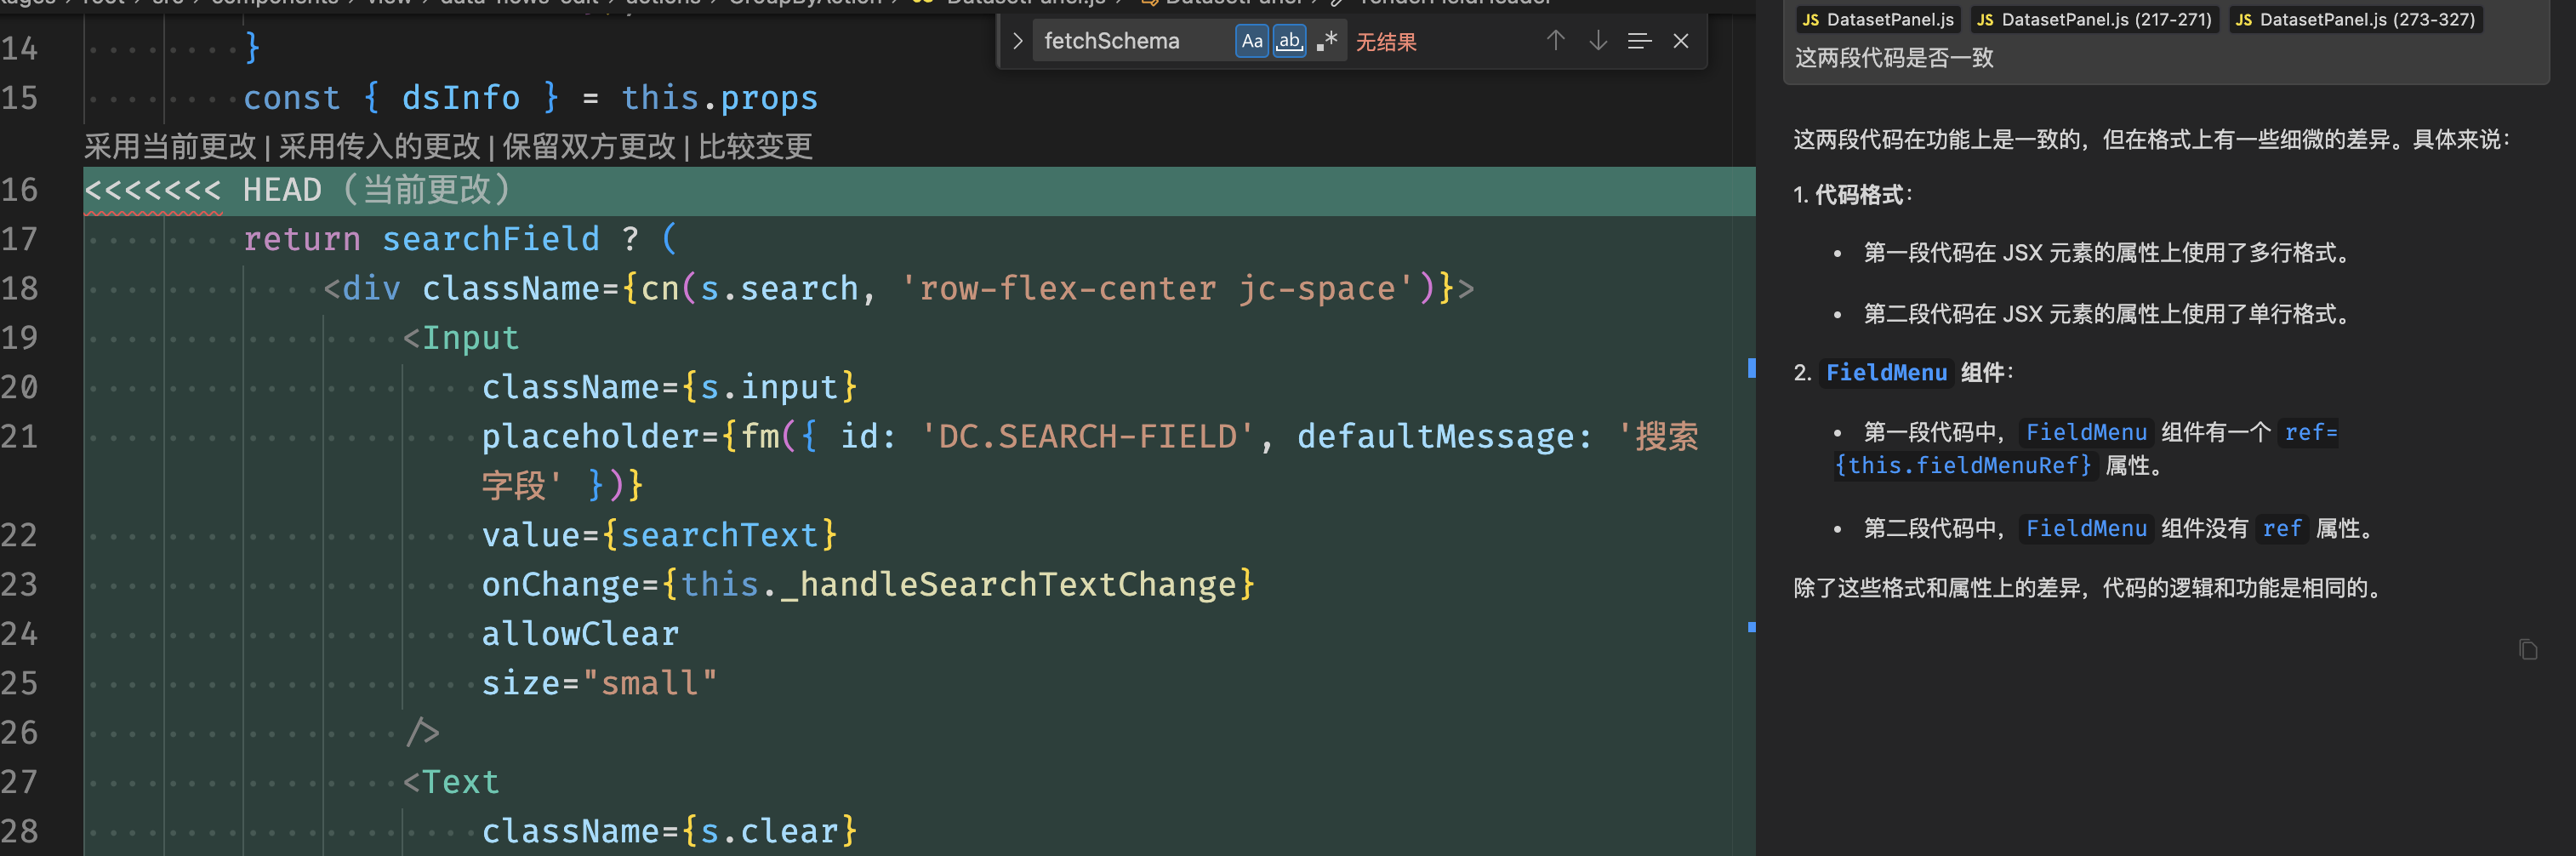 kages > root > src > components > view > data-flows-edit > actions > GroupByAction > JS DatasetPanel.js > DatasetPanel > renderFieldHeader
fetchSchema Aa ab .* 无结果
14 }
15 const { dsInfo } = this.props
采用当前更改 | 采用传入的更改 | 保留双方更改 | 比较变更
16 <<<<<<< HEAD (当前更改)
17 return searchField ? (
18 <div className={cn(s.search, 'row-flex-center jc-space')}>
19 <Input
20 className={s.input}
21 placeholder={fm({ id: 'DC.SEARCH-FIELD', defaultMessage: '搜索
字段' })}
22 value={searchText}
23 onChange={this._handleSearchTextChange}
24 allowClear
25 size="small"
26 />
27 <Text
28 className={s.clear}
JS DatasetPanel.js JS DatasetPanel.js (217-271) JS DatasetPanel.js (273-327)
这两段代码是否一致
这两段代码在功能上是一致的，但在格式上有一些细微的差异。具体来说：
1. 代码格式：
• 第一段代码在 JSX 元素的属性上使用了多行格式。
• 第二段代码在 JSX 元素的属性上使用了单行格式。
2. FieldMenu 组件：
• 第一段代码中，FieldMenu 组件有一个 ref=
{this.fieldMenuRef} 属性。
• 第二段代码中，FieldMenu 组件没有 ref 属性。
除了这些格式和属性上的差异，代码的逻辑和功能是相同的。